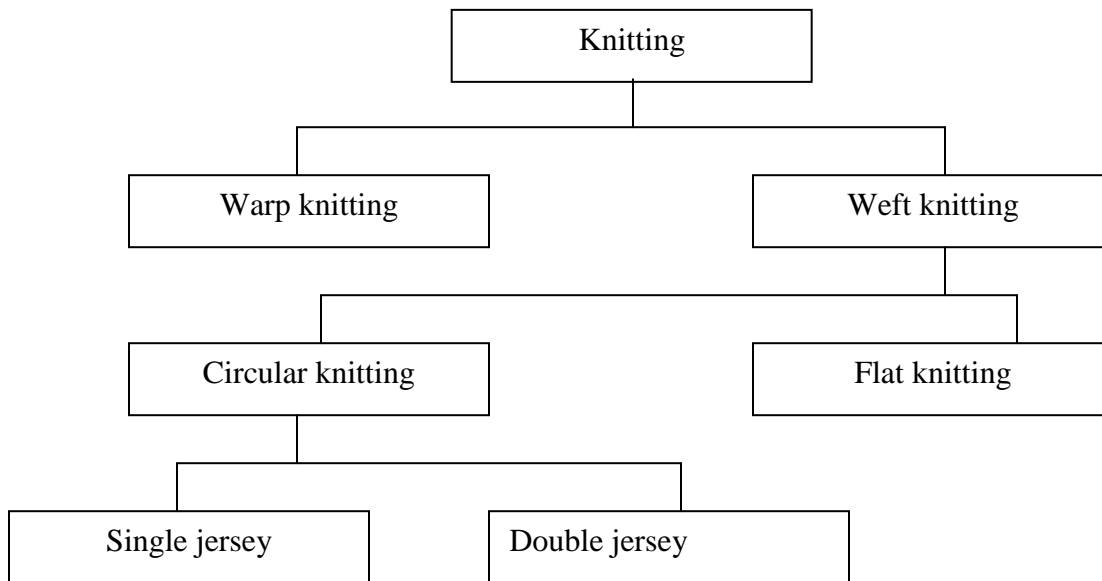 Knitting
Warp knitting
Weft knitting
Circular knitting
Flat knitting
Single jersey
Double jersey